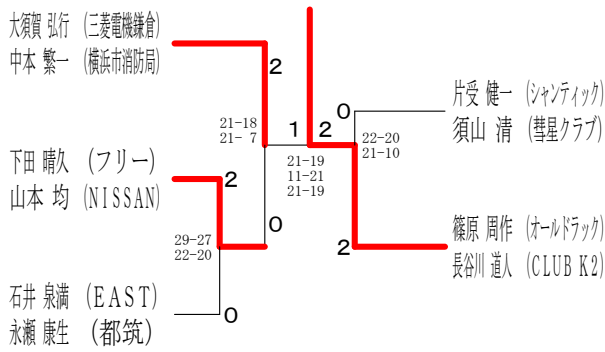 大須賀 弘行 (三菱電機鎌倉)
中本 繁一 (横浜市消防局)
2
21-18
21- 7
下田 晴久 (フリー)
山本 均 (NISSAN)
2
0
29-27
22-20
石井 泉満 (EAST)
永瀬 康生 (都筑)
0
1 2
21-19
11-21
21-19
0
片受 健一 (シャンティック)
須山 清 (彗星クラブ)
22-20
21-10
2
篠原 周作 (オールドラック)
長谷川 道人 (CLUB K2)